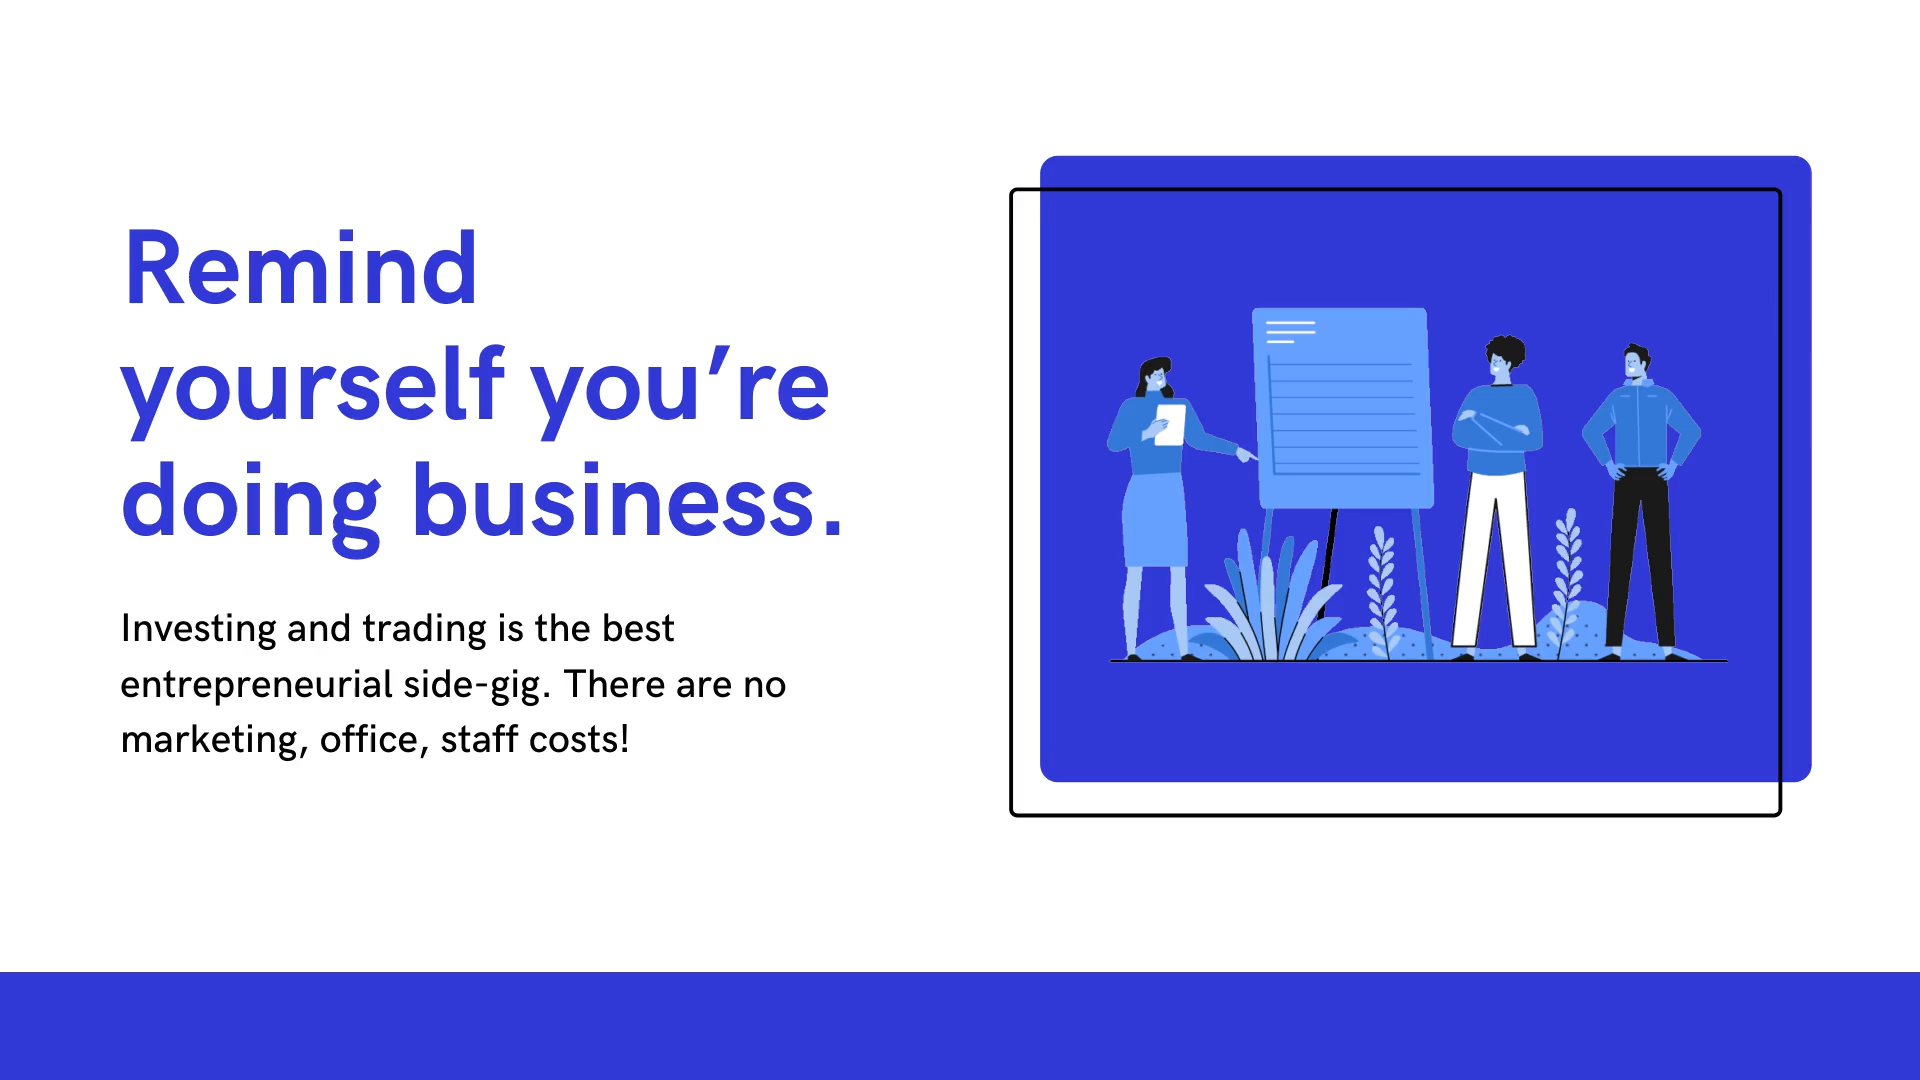 Remind
yourself you’re
doing business.
Investing and trading is the best
entrepreneurial side-gig. There are no
marketing, office, staff costs!